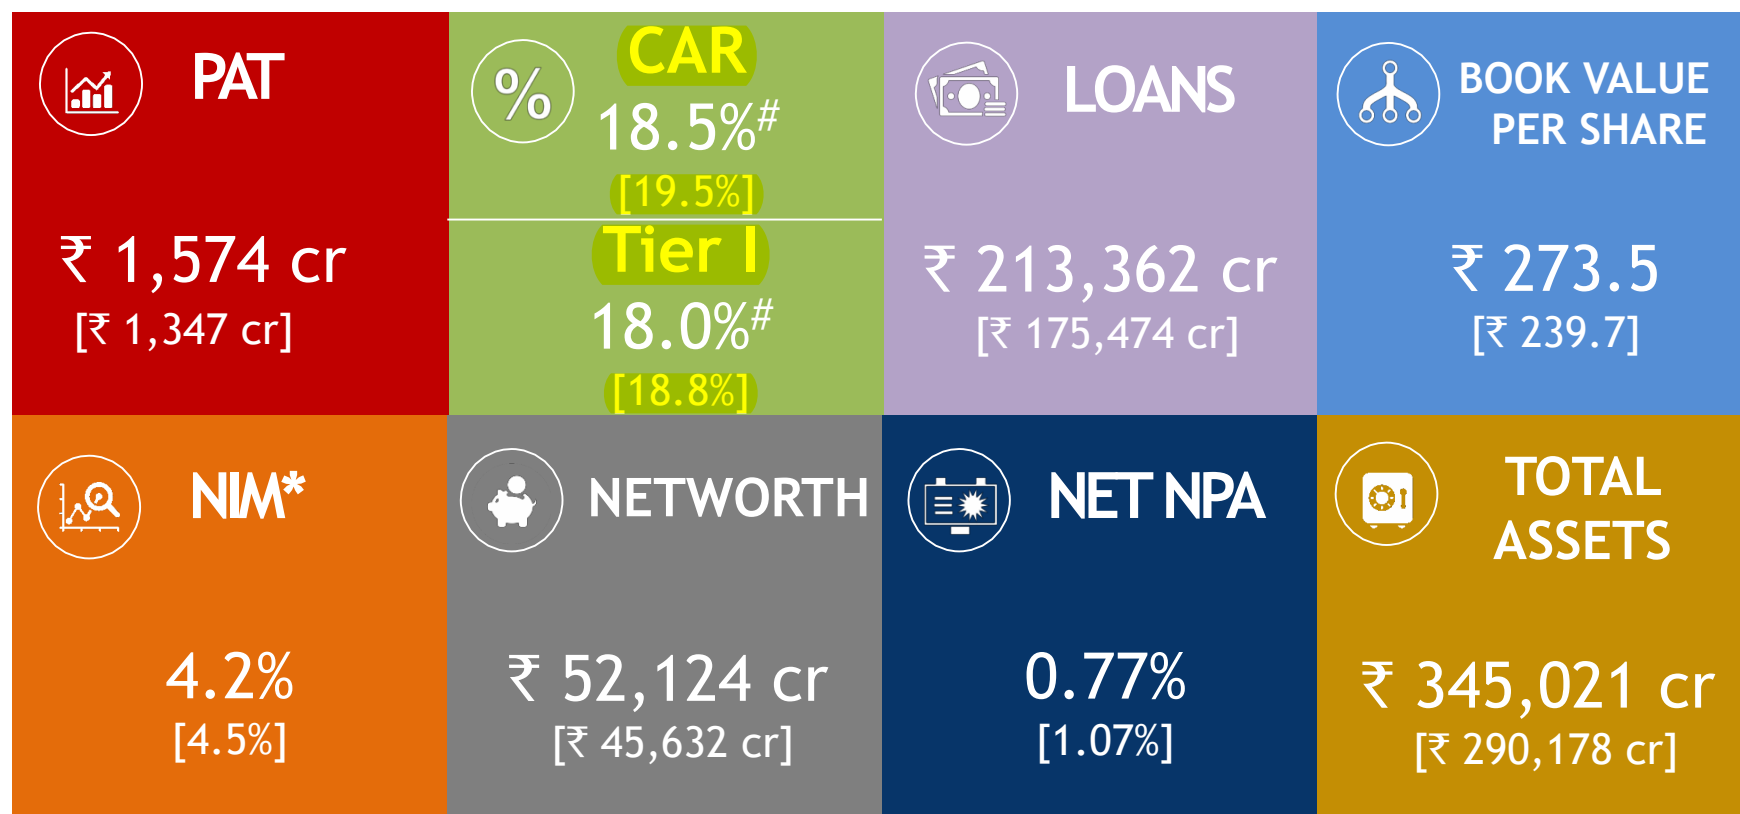 PAT
₹ 1,574 cr
[₹ 1,347 cr]
%
CAR
18.5%#
[19.5%]
Tier I
18.0%#
[18.8%]
LOANS
₹ 213,362 cr
[₹ 175,474 cr]
BOOK VALUE
PER SHARE
₹ 273.5
[₹ 239.7]
NIM*
4.2%
[4.5%]
NETWORTH
₹ 52,124 cr
[₹ 45,632 cr]
NET NPA
0.77%
[1.07%]
TOTAL
ASSETS
₹ 345,021 cr
[₹ 290,178 cr]